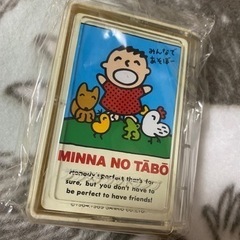 みんなで
あそぼー
MINNA NO TĀBŌ
Nobody's perfect that's for
sure, but you don't have to
be perfect to have friends!